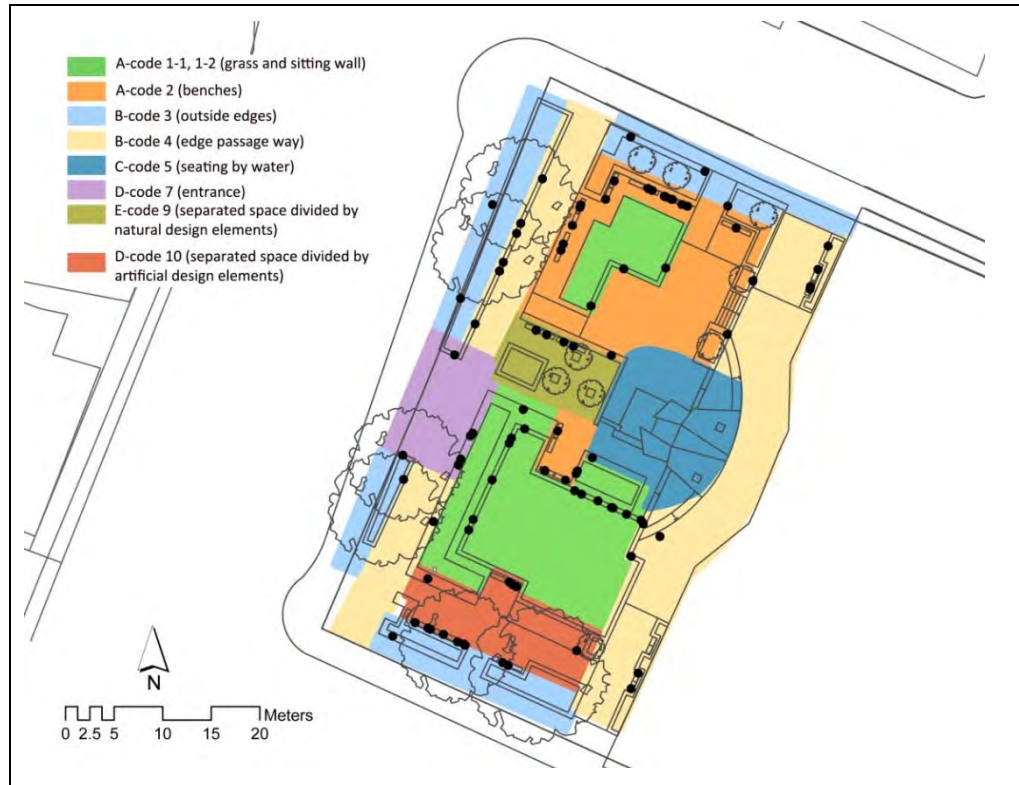 A-code 1-1, 1-2 (grass and sitting wall)
A-code 2 (benches)
B-code 3 (outside edges)
B-code 4 (edge passage way)
C-code 5 (seating by water)
D-code 7 (entrance)
E-code 9 (separated space divided by
natural design elements)
D-code 10 (separated space divided by
artificial design elements)
N
Meters
0 2.5 5 10 15 20